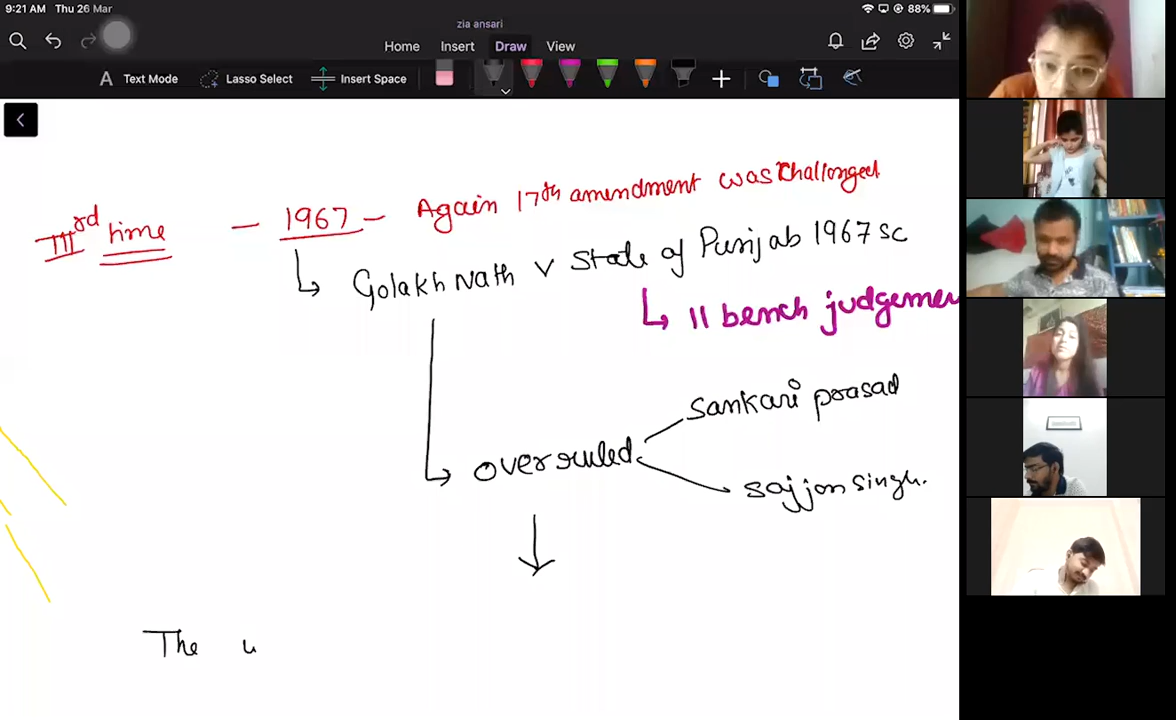 9:21 AM Thu 26 Mar
88%
zia ansari
Home Insert Draw View
Text Mode Lasso Select Insert Space
IIIrd time - 1967 - Again 17th amendment was challenged
Golakh Nath v State of Punjab 1967 SC
11 bench judgemen
Sankari prasad
overruled
Sajjan singh.
The